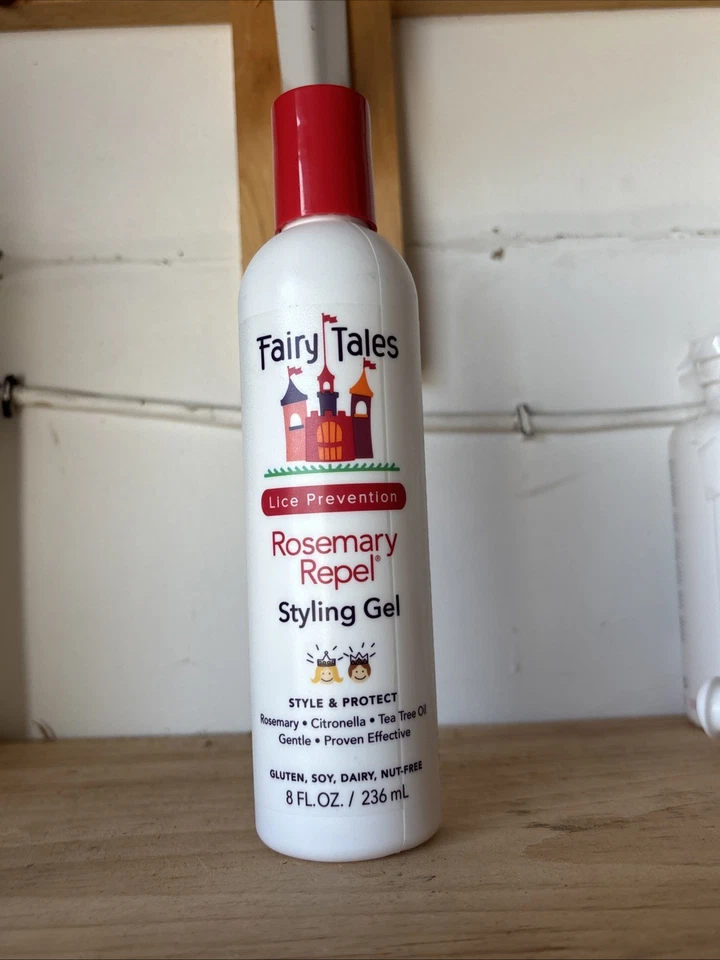 Fairy Tales
Lice Prevention
Rosemary
Repel®
Styling Gel
STYLE & PROTECT
Rosemary • Citronella • Tea Tree Oil
Gentle • Proven Effective
GLUTEN, SOY, DAIRY, NUT-FREE
8 FL.OZ. / 236 mL